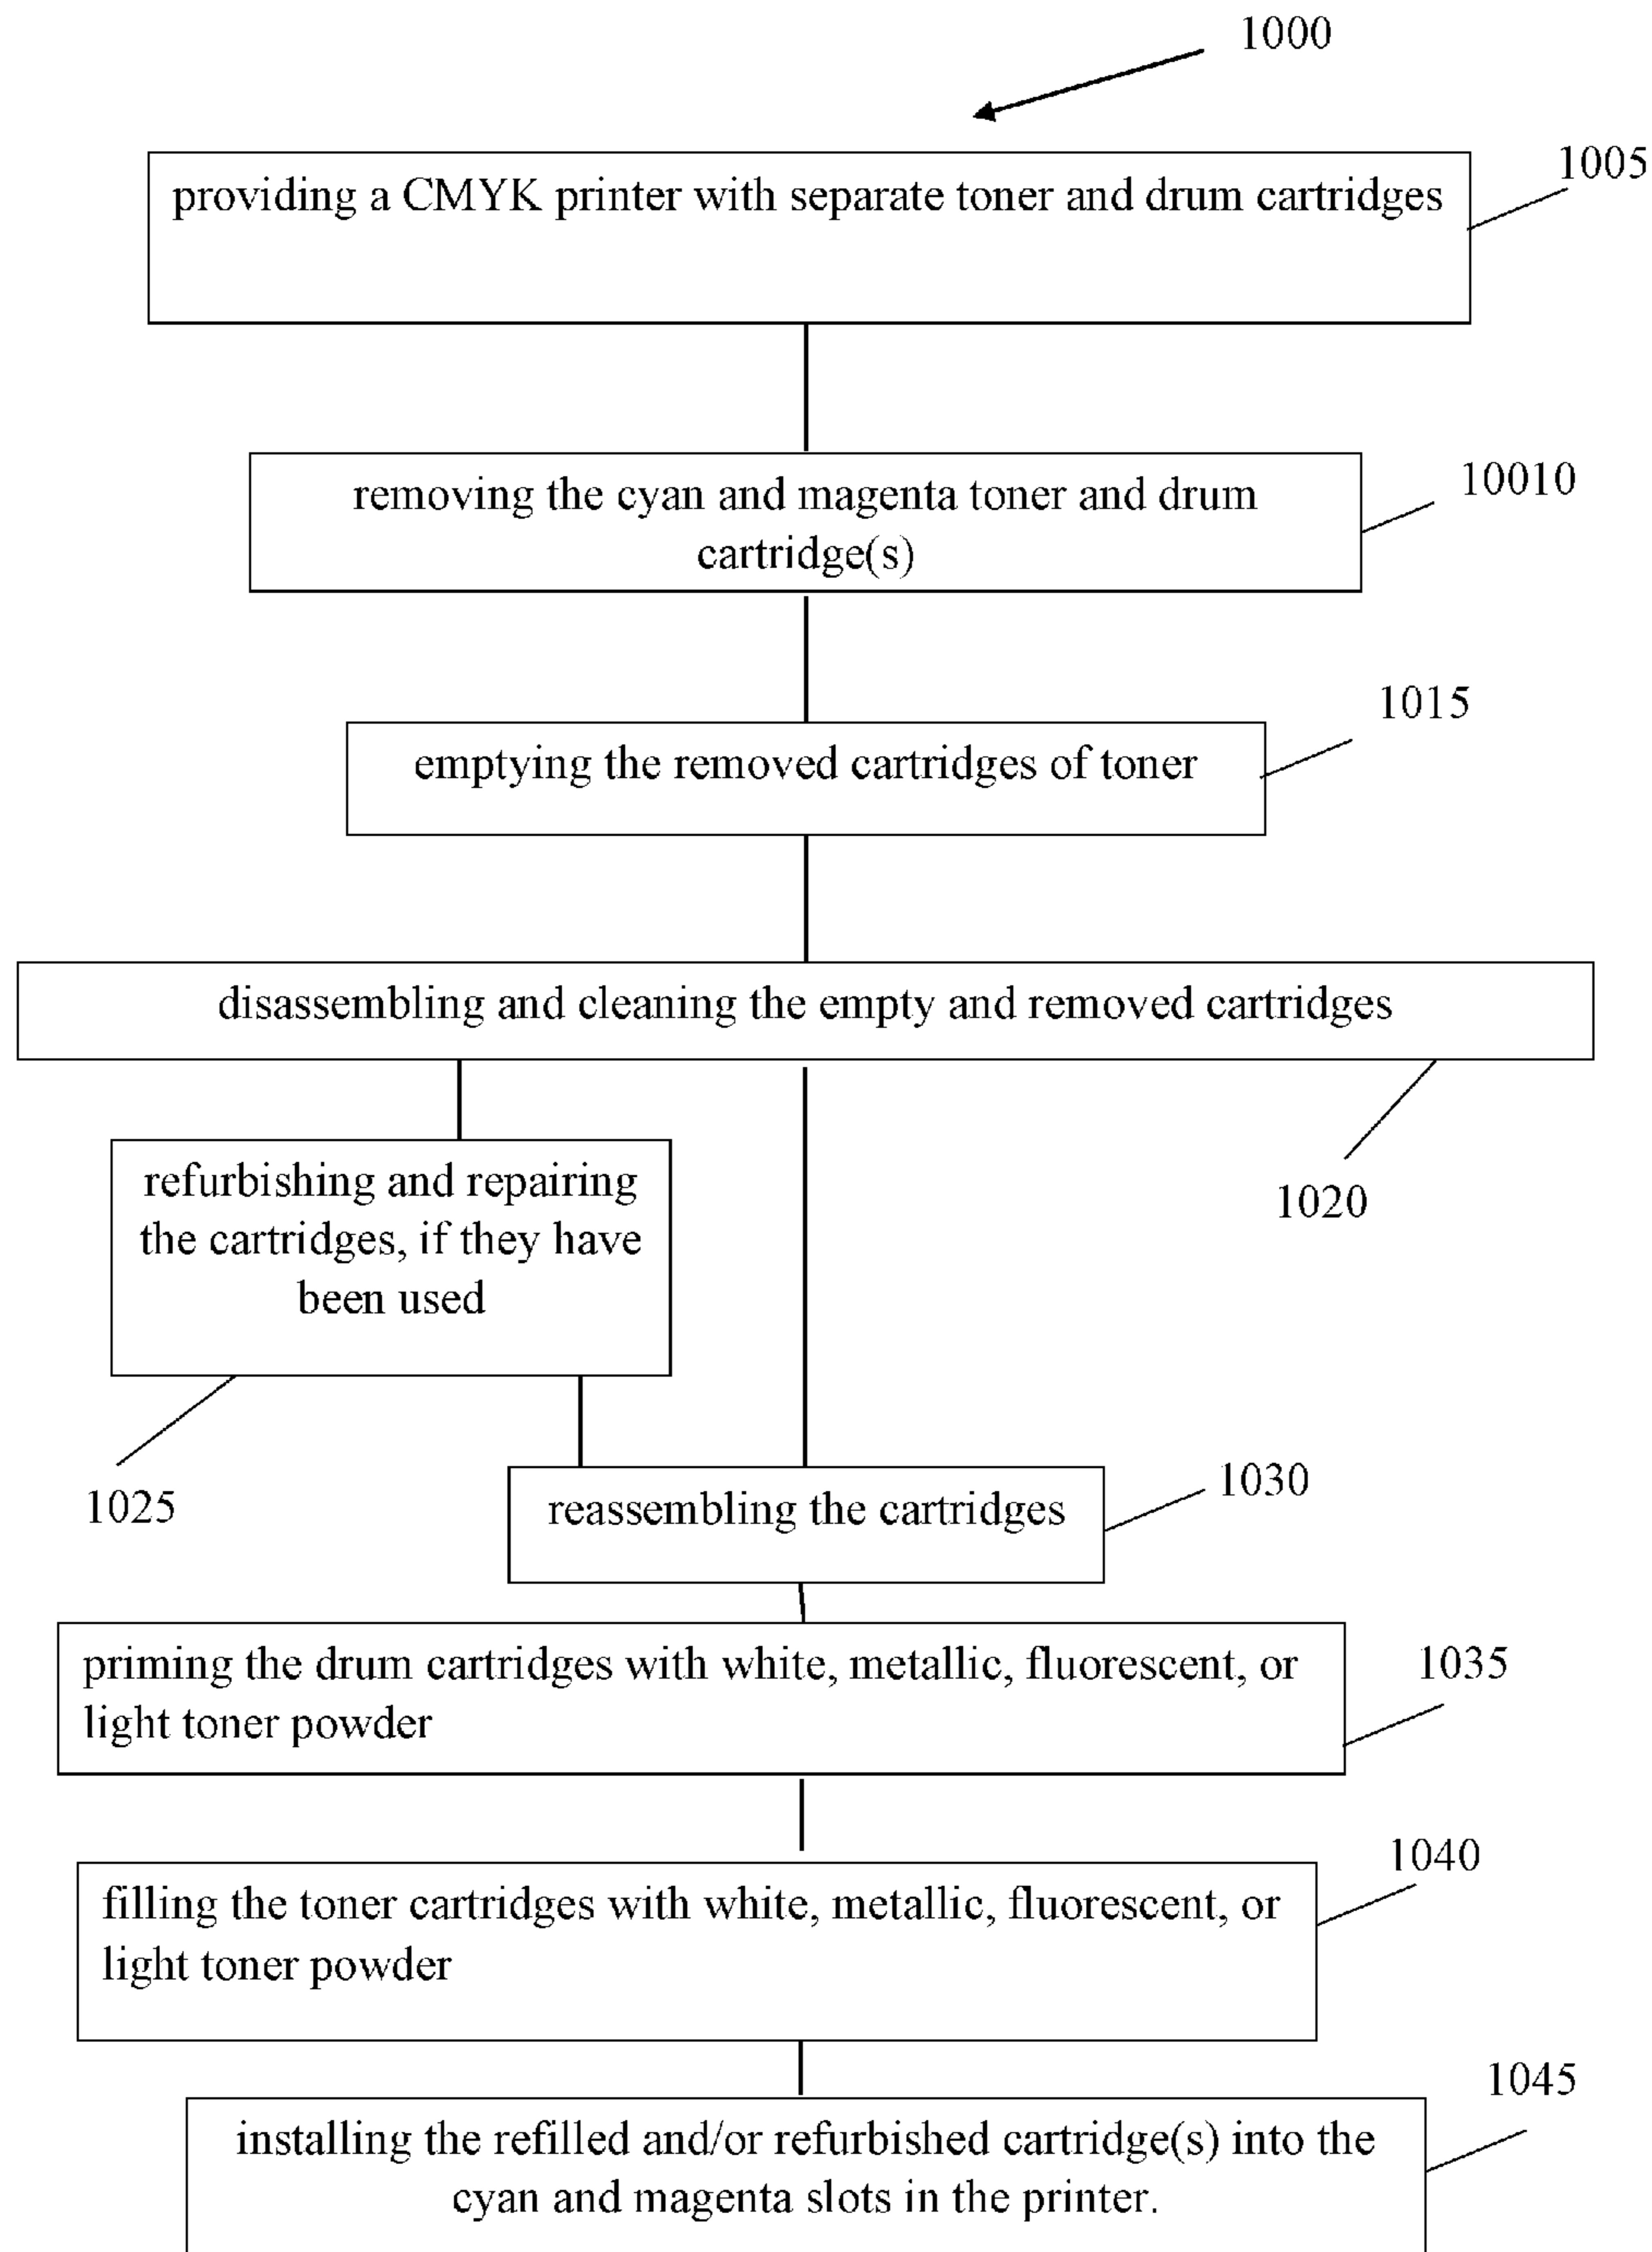 1000
1005
providing a CMYK printer with separate toner and drum cartridges
10010
removing the cyan and magenta toner and drum
cartridge(s)
1015
emptying the removed cartridges of toner
disassembling and cleaning the empty and removed cartridges
1020
refurbishing and repairing
the cartridges, if they have
been used
1025
1030
reassembling the cartridges
1035
priming the drum cartridges with white, metallic, fluorescent, or
light toner powder
1040
filling the toner cartridges with white, metallic, fluorescent, or
light toner powder
1045
installing the refilled and/or refurbished cartridge(s) into the
cyan and magenta slots in the printer.